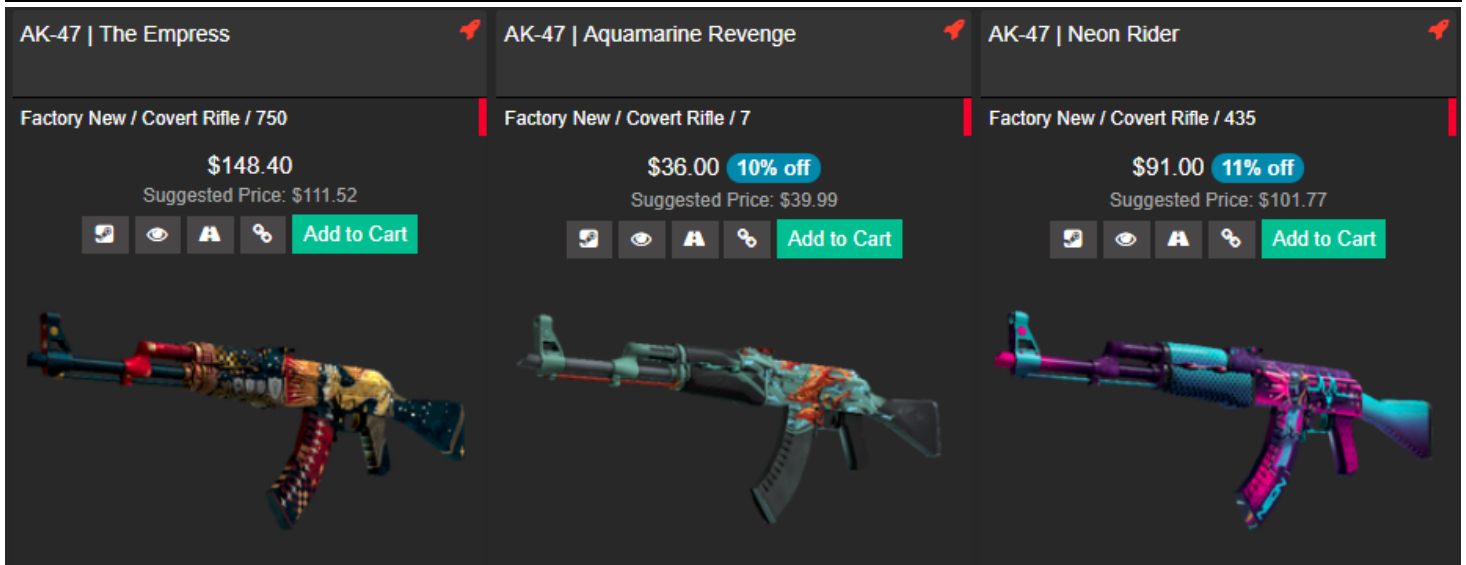 AK-47 | The Empress
Factory New / Covert Rifle / 750
$148.40
Suggested Price: $111.52
Add to Cart
AK-47 | Aquamarine Revenge
Factory New / Covert Rifle / 7
$36.00 10% off
Suggested Price: $39.99
Add to Cart
AK-47 | Neon Rider
Factory New / Covert Rifle / 435
$91.00 11% off
Suggested Price: $101.77
Add to Cart
NEON